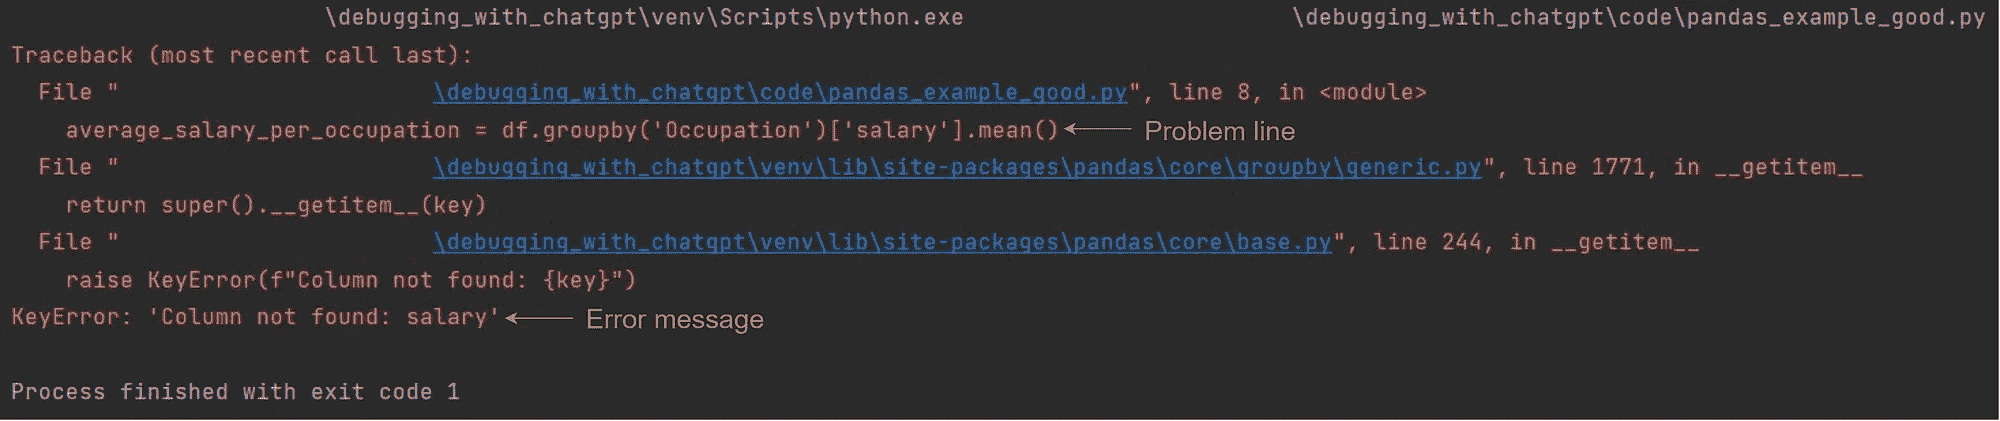 \debugging_with_chatgpt\venv\Scripts\python.exe \debugging_with_chatgpt\code\pandas_example_good.py
Traceback (most recent call last):
  File " \debugging_with_chatgpt\code\pandas_example_good.py", line 8, in <module>
    average_salary_per_occupation = df.groupby('Occupation')['salary'].mean() Problem line
  File " \debugging_with_chatgpt\venv\lib\site-packages\pandas\core\groupby\generic.py", line 1771, in __getitem__
    return super().__getitem__(key)
  File " \debugging_with_chatgpt\venv\lib\site-packages\pandas\core\base.py", line 244, in __getitem__
    raise KeyError(f"Column not found: {key}")
KeyError: 'Column not found: salary' Error message
Process finished with exit code 1